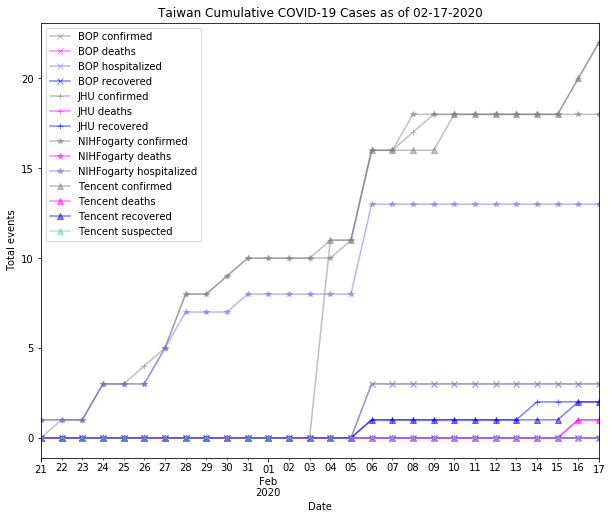 Taiwan Cumulative COVID-19 Cases as of 02-17-2020
BOP confirmed
BOP deaths
BOP hospitalized
BOP recovered
JHU confirmed
JHU deaths
JHU recovered
NIHFogarty confirmed
NIHFogarty deaths
NIHFogarty hospitalized
Tencent confirmed
Tencent deaths
Tencent recovered
Tencent suspected
Total events
20
15
10
5
0
21 22 23 24 25 26 27 28 29 30 31 01 02 03 04 05 06 07 08 09 10 11 12 13 14 15 16 17
Feb
2020
Date